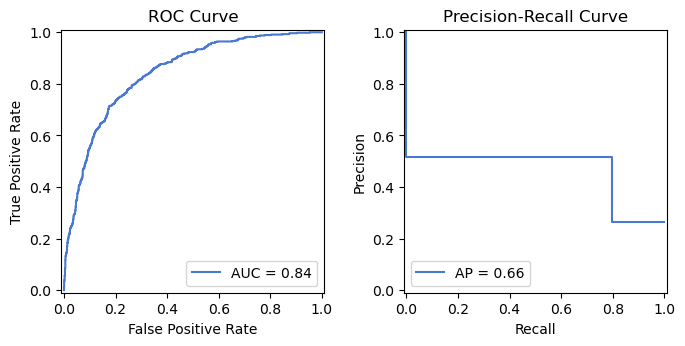 ROC Curve
True Positive Rate
1.0
0.8
0.6
0.4
0.2
0.0
AUC = 0.84
0.0 0.2 0.4 0.6 0.8 1.0
False Positive Rate
Precision-Recall Curve
Precision
1.0
0.8
0.6
0.4
0.2
0.0
AP = 0.66
0.0 0.2 0.4 0.6 0.8 1.0
Recall